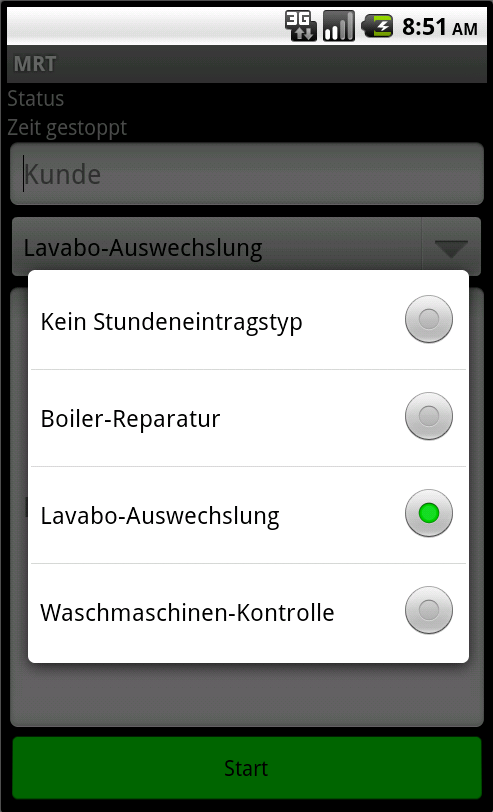 3G 8:51 AM
MRT
Status
Zeit gestoppt
Kunde
Lavabo-Auswechslung
Kein Stundeneintragstyp
Boiler-Reparatur
Lavabo-Auswechslung
Waschmaschinen-Kontrolle
Start